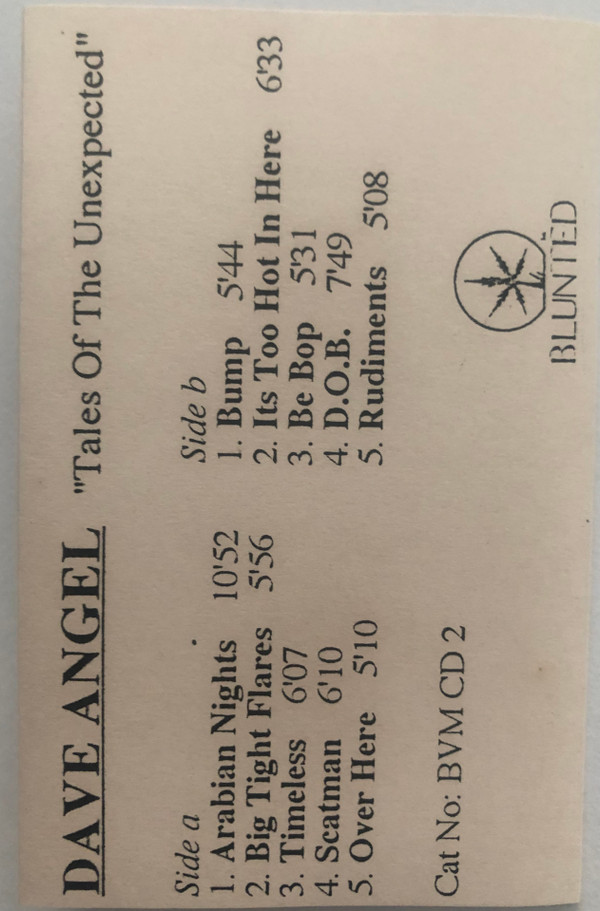 DAVE ANGEL "Tales Of The Unexpected"
Side a
1. Arabian Nights 10'52
2. Big Tight Flares 5'56
3. Timeless 6'07
4. Scatman 6'10
5. Over Here 5'10
Side b
1. Bump 5'44
2. Its Too Hot In Here 6'33
3. Be Bop 5'31
4. D.O.B. 7'49
5. Rudiments 5'08
Cat No: BVM CD 2
BLUNTED